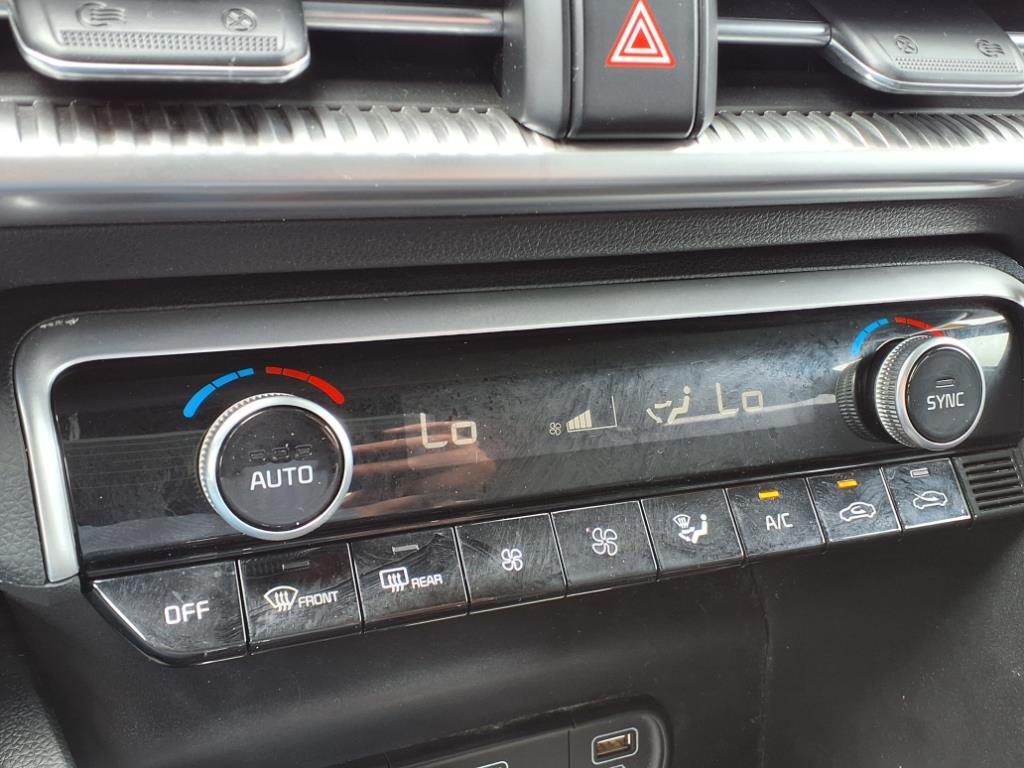 Lo
Lo
AUTO
SYNC
OFF
FRONT
REAR
A/C